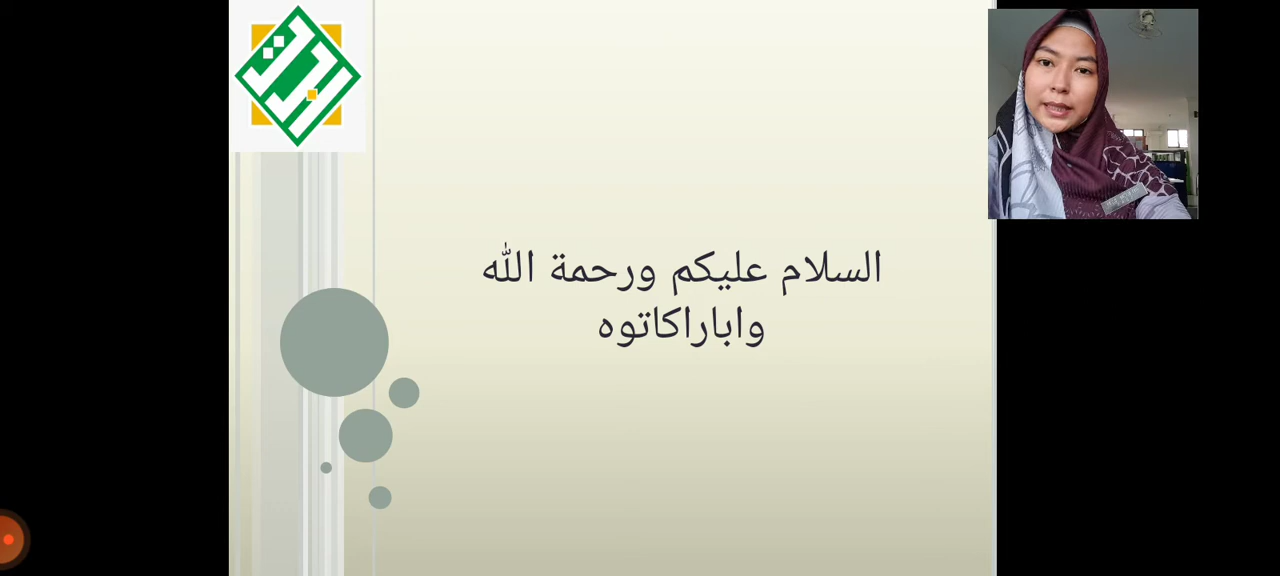 السلام عليكم ورحمة الله
واباراكاتوه